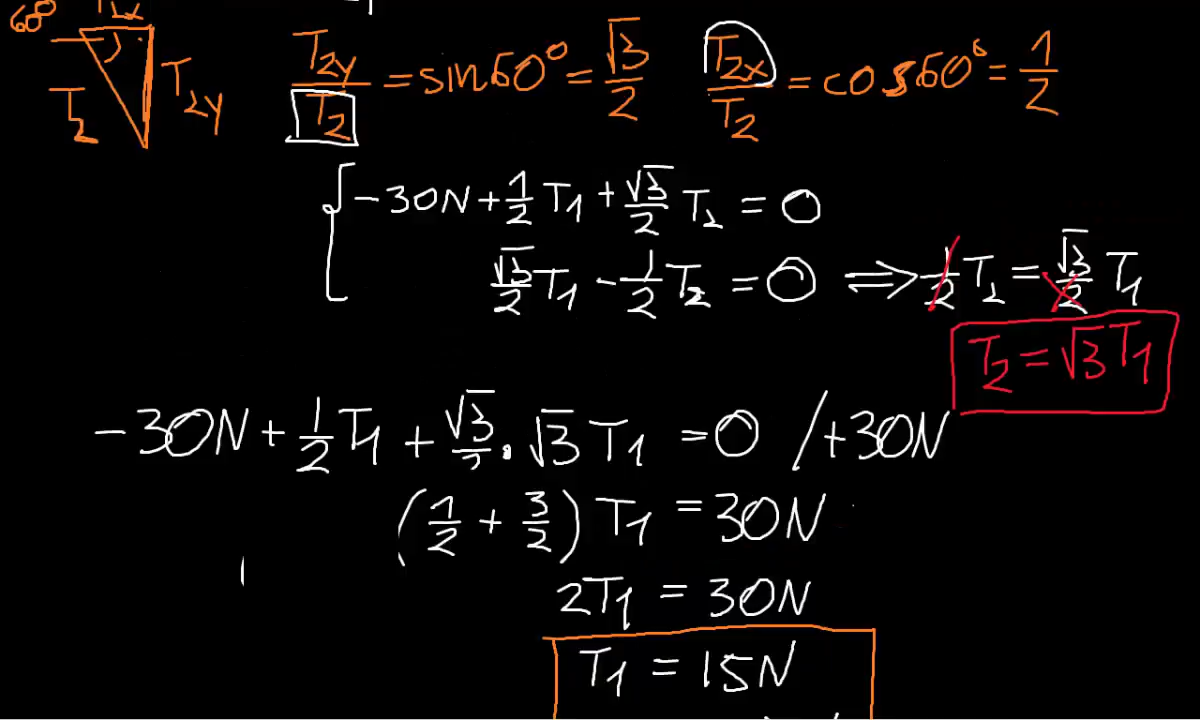 60° T2x
T2 T2y T2y/T2 = sin60° = √3/2 T2x/T2 = cos60° = 1/2
-30N + 1/2 T1 + √3/2 T2 = 0
√3/2 T1 - 1/2 T2 = 0 ⟹ 1/2 T2 = √3/2 T1
T2 = √3 T1
-30N + 1/2 T1 + √3/2 · √3 T1 = 0 /+30N
(1/2 + 3/2) T1 = 30N
2T1 = 30N
T1 = 15N